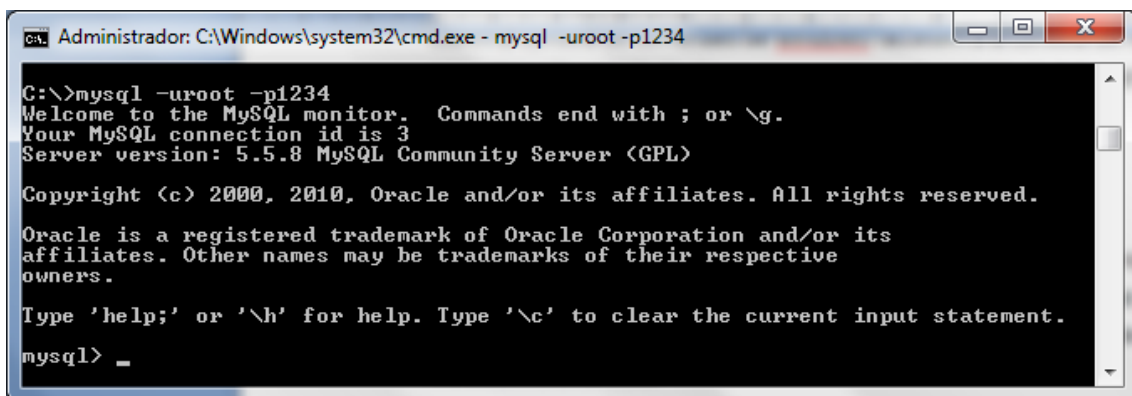 Administrador: C:\Windows\system32\cmd.exe - mysql  -uroot -p1234
C:\>mysql -uroot -p1234
Welcome to the MySQL monitor.  Commands end with ; or \g.
Your MySQL connection id is 3
Server version: 5.5.8 MySQL Community Server (GPL)
Copyright (c) 2000, 2010, Oracle and/or its affiliates. All rights reserved.
Oracle is a registered trademark of Oracle Corporation and/or its
affiliates. Other names may be trademarks of their respective
owners.
Type 'help;' or '\h' for help. Type '\c' to clear the current input statement.
mysql> _